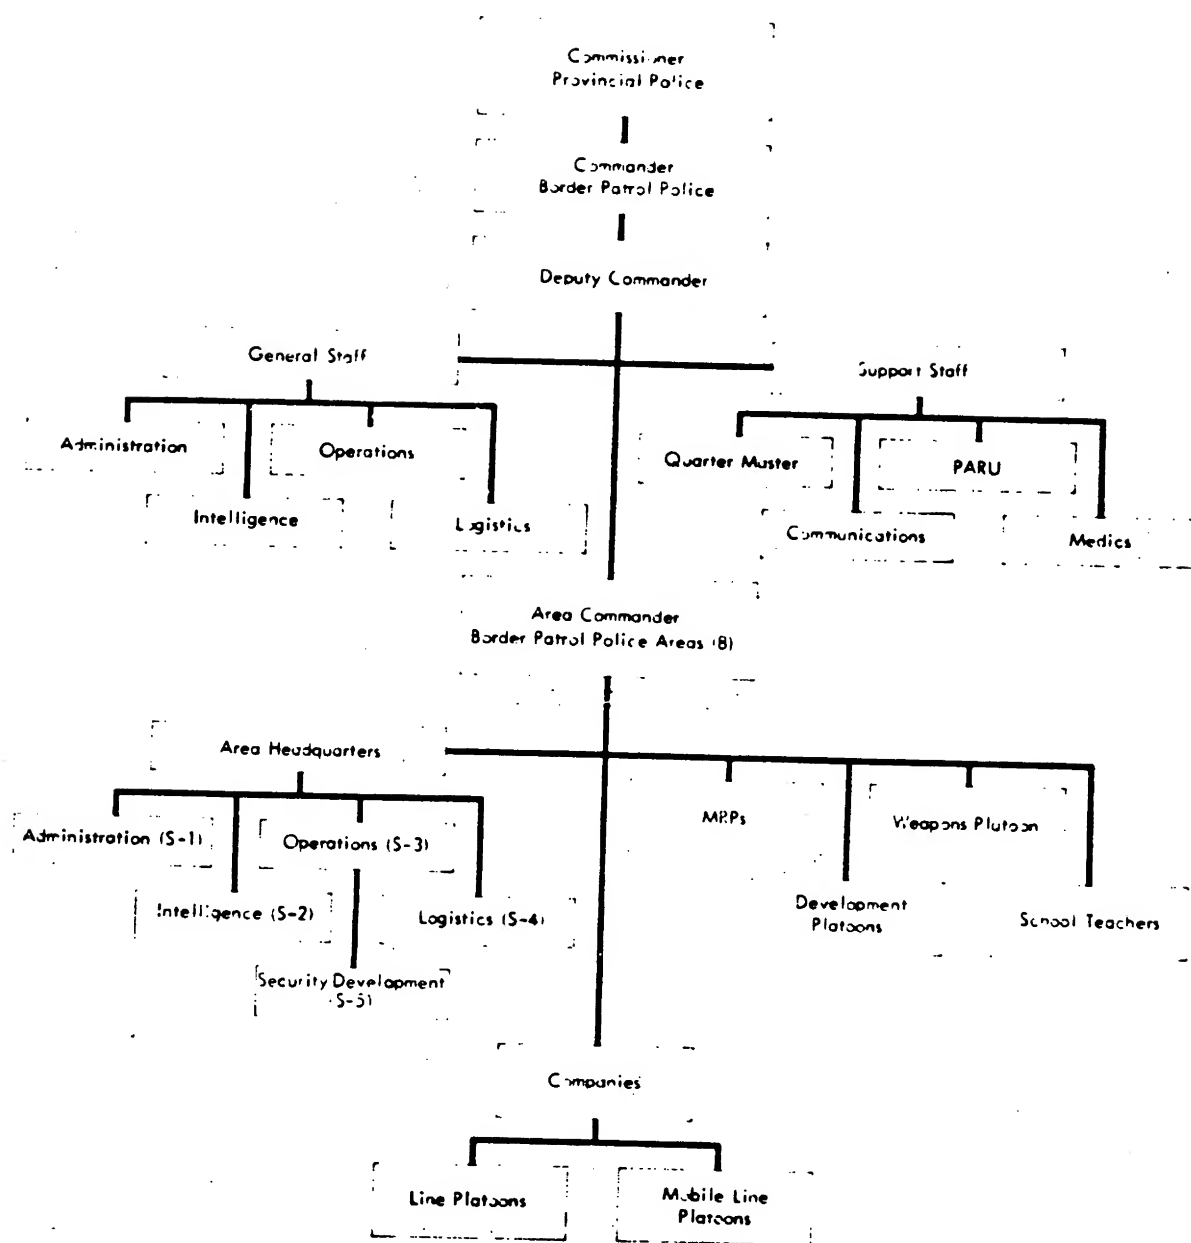 Commissioner
Provincial Police
Commander
Border Patrol Police
Deputy Commander
General Staff
Support Staff
Administration
Operations
Intelligence
Logistics
Quarter Master
PARU
Communications
Medics
Area Commander
Border Patrol Police Areas (8)
Area Headquarters
Administration (S-1)
Operations (S-3)
Intelligence (S-2)
Logistics (S-4)
Security Development
(S-5)
MRPs
Weapons Platoon
Development
Platoons
School Teachers
Companies
Line Platoons
Mobile Line
Platoons